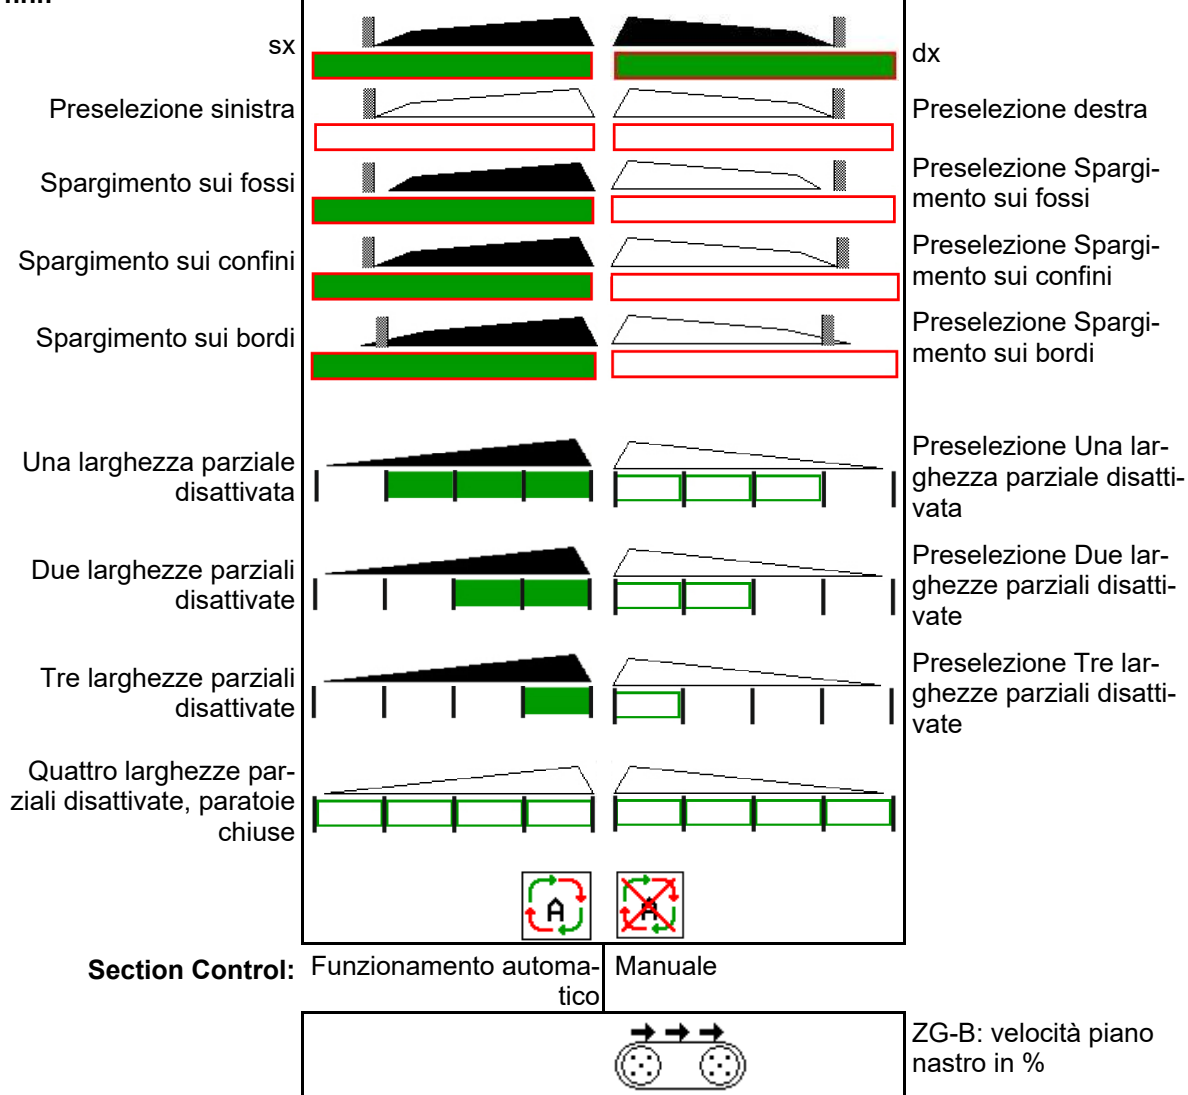 sx
dx
Preselezione sinistra
Preselezione destra
Spargimento sui fossi
Preselezione Spargi-
mento sui fossi
Spargimento sui confini
Preselezione Spargi-
mento sui confini
Spargimento sui bordi
Preselezione Spargi-
mento sui bordi
Una larghezza parziale
disattivata
Preselezione Una lar-
ghezza parziale disatti-
vata
Due larghezze parziali
disattivate
Preselezione Due lar-
ghezze parziali disatti-
vate
Tre larghezze parziali
disattivate
Preselezione Tre lar-
ghezze parziali disatti-
vate
Quattro larghezze par-
ziali disattivate, paratoie
chiuse
A
A
Section Control:
Funzionamento automa-
tico
Manuale
ZG-B: velocità piano
nastro in %